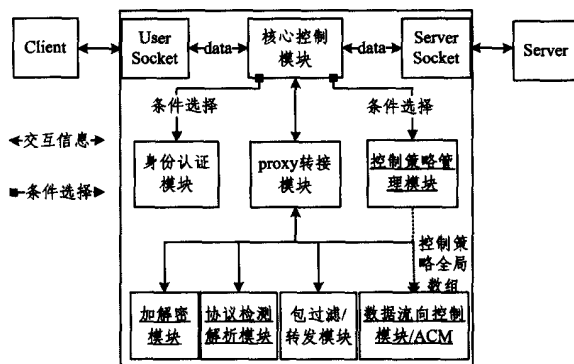 Client
User
Socket
data
核心控制
模块
data
Server
Socket
Server
条件选择
条件选择
交互信息
条件选择
身份认证
模块
proxy转接
模块
控制策略管
理模块
控制策
略全局
数组
加解密
模块
协议检测
解析模块
包过滤/
转发模块
数据流向控制
模块/ACM